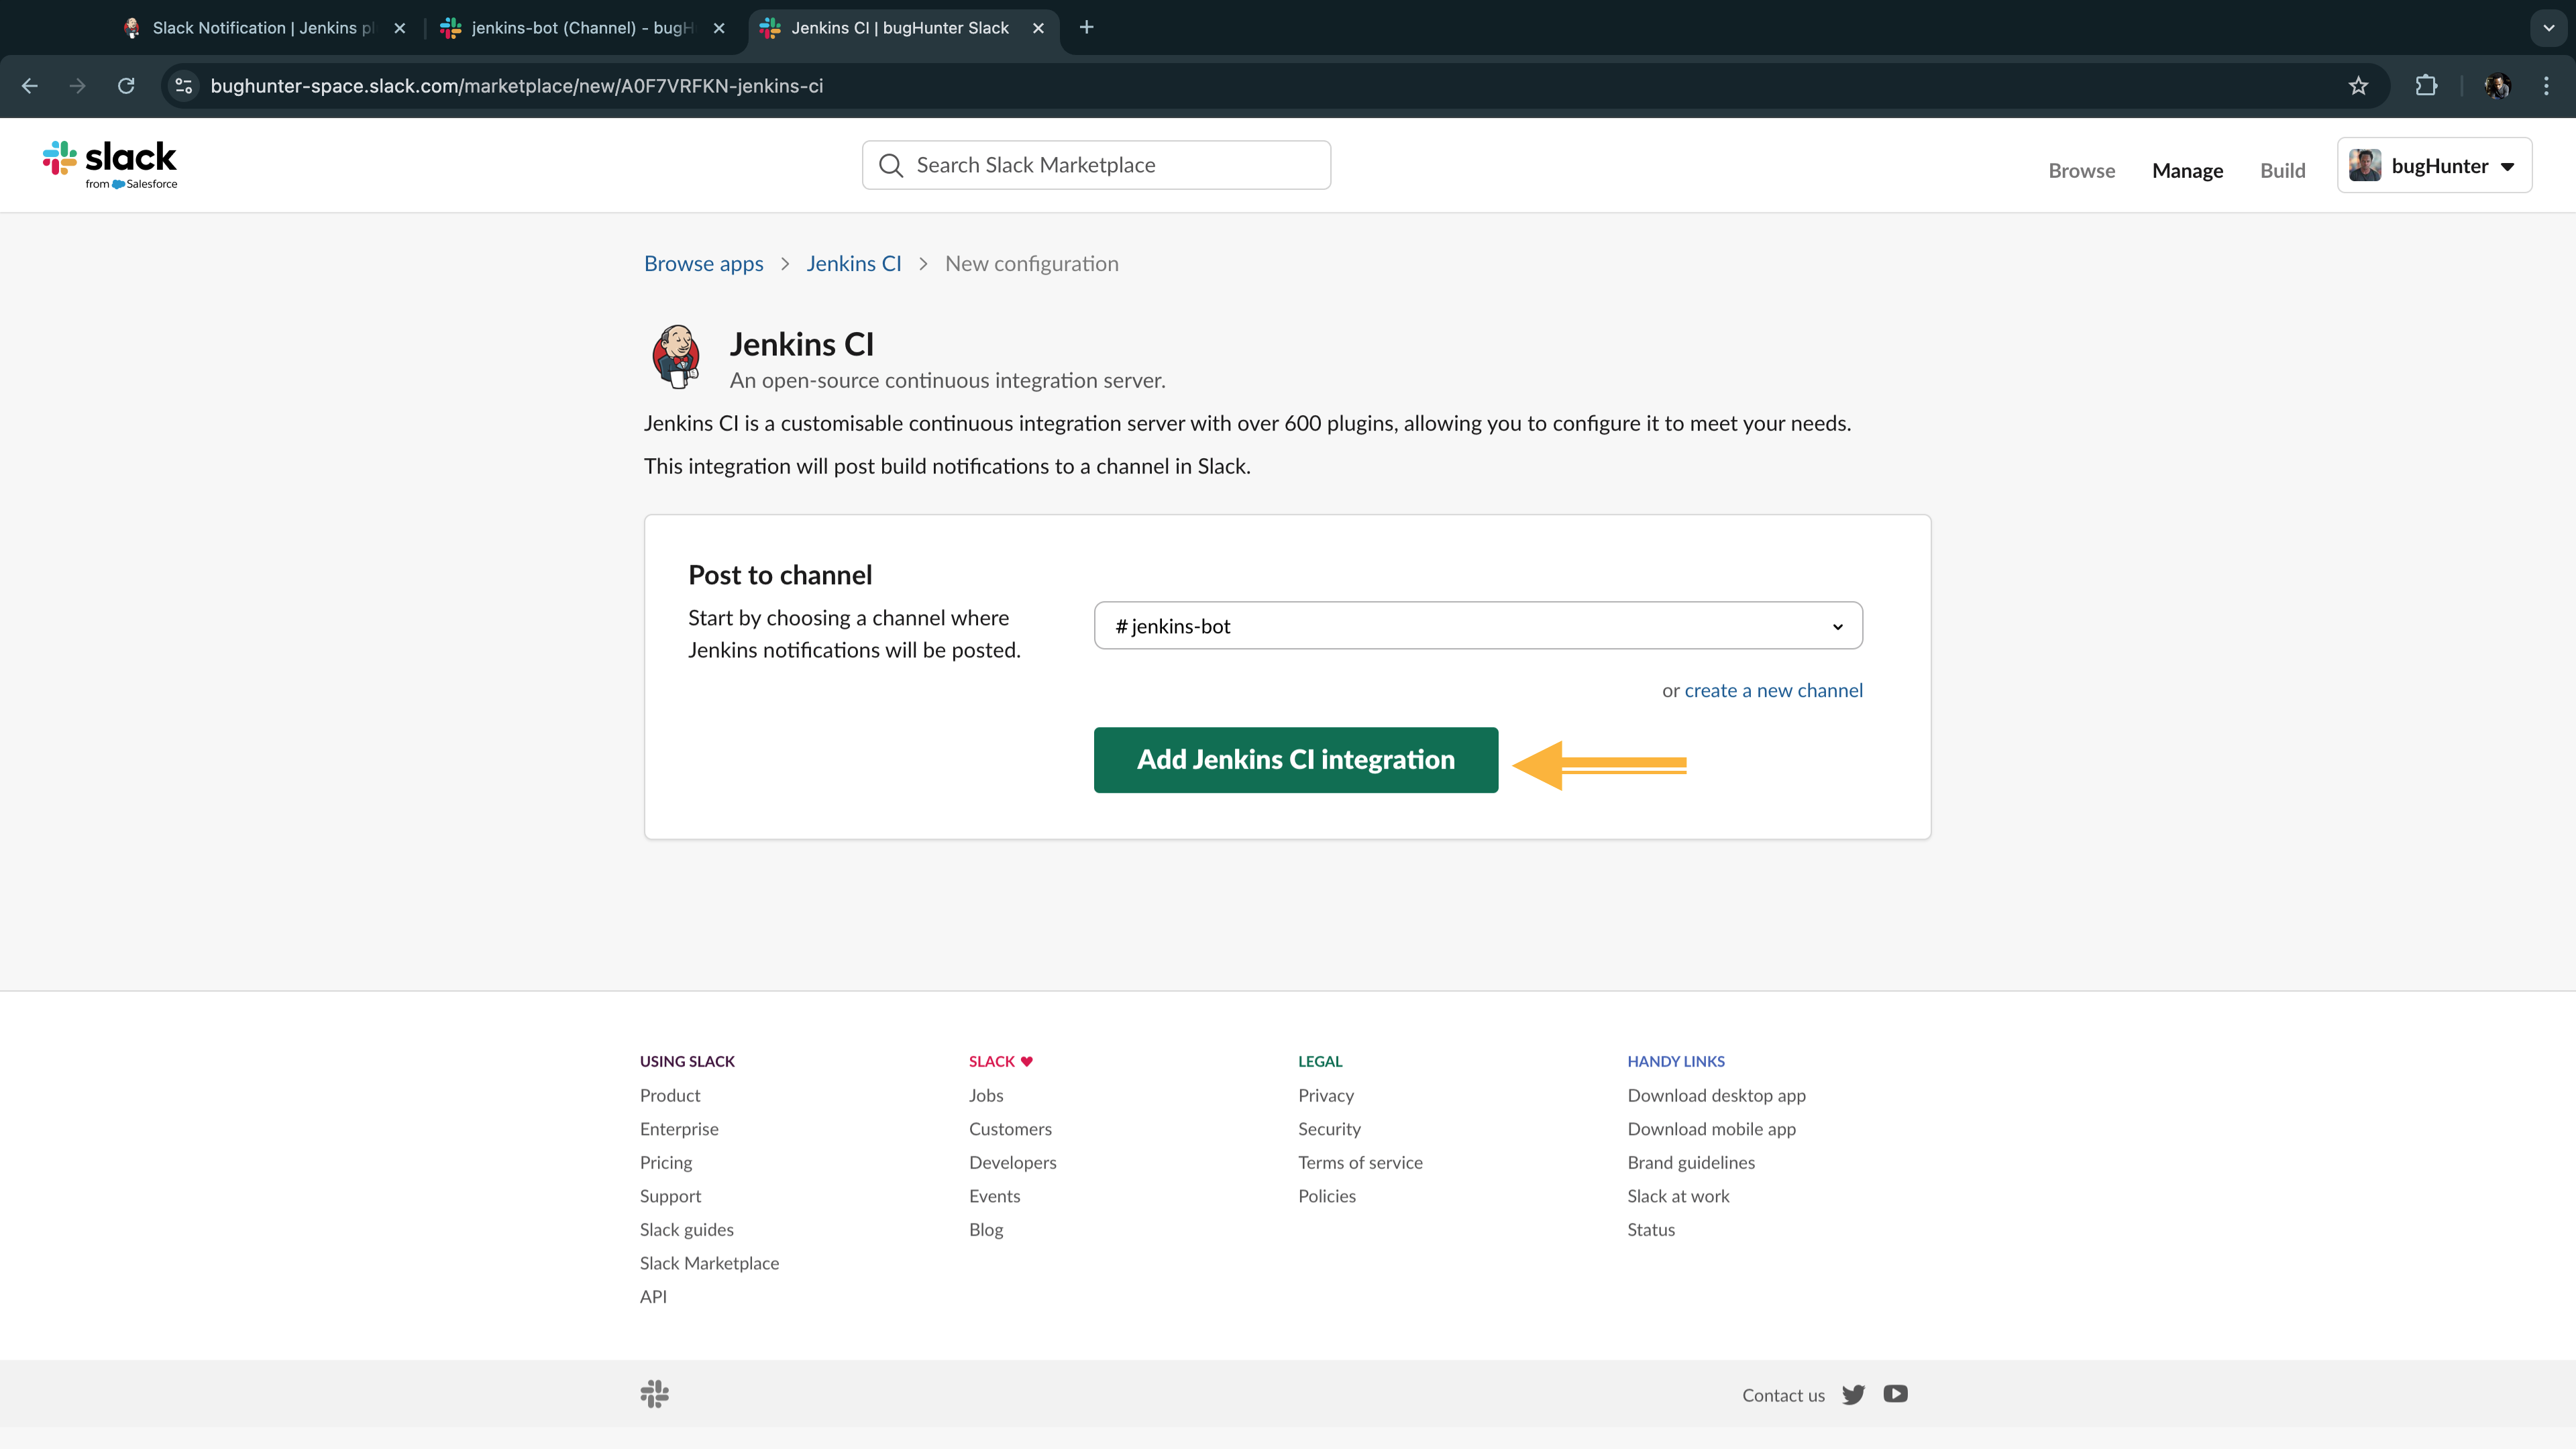 Slack Notification | Jenkins pl
jenkins-bot (Channel) - bugH
Jenkins CI | bugHunter Slack
bughunter-space.slack.com/marketplace/new/A0F7VRFKN-jenkins-ci
slack
from Salesforce
Search Slack Marketplace
Browse
Manage
Build
bugHunter
Browse apps > Jenkins CI > New configuration
Jenkins CI
An open-source continuous integration server.
Jenkins CI is a customisable continuous integration server with over 600 plugins, allowing you to configure it to meet your needs.
This integration will post build notifications to a channel in Slack.
Post to channel
Start by choosing a channel where
Jenkins notifications will be posted.
# jenkins-bot
or create a new channel
Add Jenkins CI integration
USING SLACK
Product
Enterprise
Pricing
Support
Slack guides
Slack Marketplace
API
SLACK ♥
Jobs
Customers
Developers
Events
Blog
LEGAL
Privacy
Security
Terms of service
Policies
HANDY LINKS
Download desktop app
Download mobile app
Brand guidelines
Slack at work
Status
Contact us